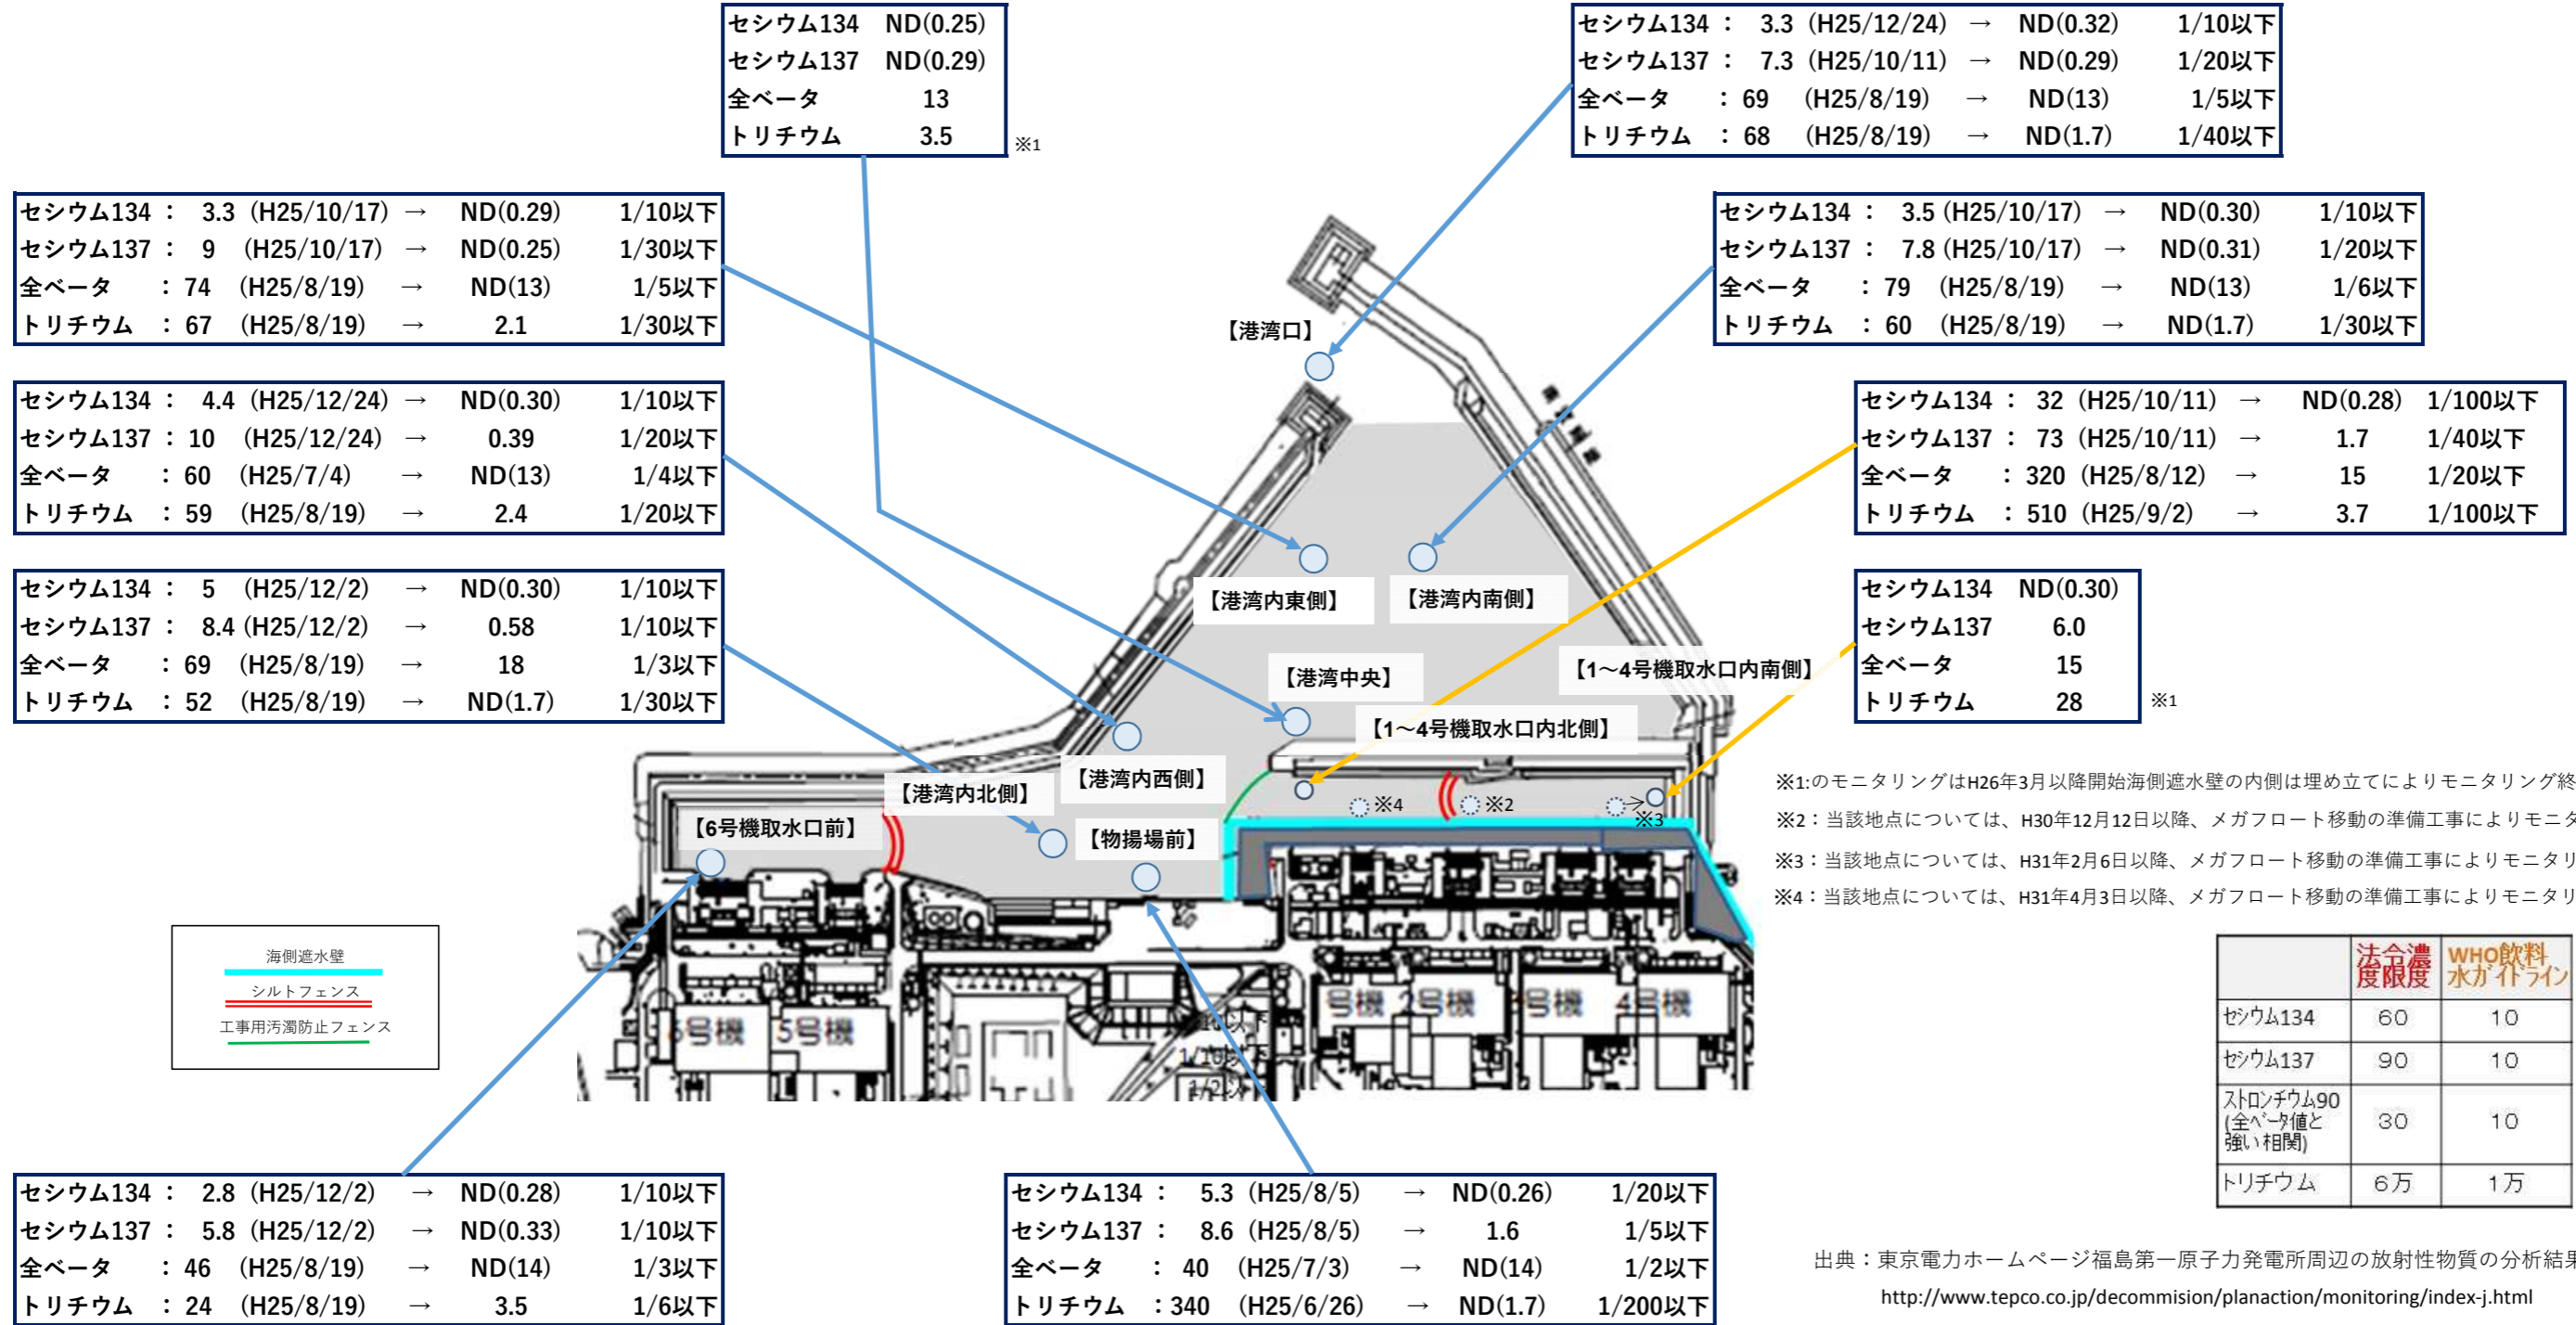 セシウム134 ND(0.25)
セシウム137 ND(0.29)
全ベータ 13
トリチウム 3.5 ※1
セシウム134 : 3.3 (H25/12/24) → ND(0.32) 1/10以下
セシウム137 : 7.3 (H25/10/11) → ND(0.29) 1/20以下
全ベータ : 69 (H25/8/19) → ND(13) 1/5以下
トリチウム : 68 (H25/8/19) → ND(1.7) 1/40以下
セシウム134 : 3.3 (H25/10/17) → ND(0.29) 1/10以下
セシウム137 : 9 (H25/10/17) → ND(0.25) 1/30以下
全ベータ : 74 (H25/8/19) → ND(13) 1/5以下
トリチウム : 67 (H25/8/19) → 2.1 1/30以下
セシウム134 : 3.5 (H25/10/17) → ND(0.30) 1/10以下
セシウム137 : 7.8 (H25/10/17) → ND(0.31) 1/20以下
全ベータ : 79 (H25/8/19) → ND(13) 1/6以下
トリチウム : 60 (H25/8/19) → ND(1.7) 1/30以下
セシウム134 : 4.4 (H25/12/24) → ND(0.30) 1/10以下
セシウム137 : 10 (H25/12/24) → 0.39 1/20以下
全ベータ : 60 (H25/7/4) → ND(13) 1/4以下
トリチウム : 59 (H25/8/19) → 2.4 1/20以下
セシウム134 : 32 (H25/10/11) → ND(0.28) 1/100以下
セシウム137 : 73 (H25/10/11) → 1.7 1/40以下
全ベータ : 320 (H25/8/12) → 15 1/20以下
トリチウム : 510 (H25/9/2) → 3.7 1/100以下
セシウム134 : 5 (H25/12/2) → ND(0.30) 1/10以下
セシウム137 : 8.4 (H25/12/2) → 0.58 1/10以下
全ベータ : 69 (H25/8/19) → 18 1/3以下
トリチウム : 52 (H25/8/19) → ND(1.7) 1/30以下
セシウム134 ND(0.30)
セシウム137 6.0
全ベータ 15
トリチウム 28 ※1
【港湾口】
【港湾内東側】
【港湾内南側】
【港湾中央】
【1～4号機取水口内南側】
【1～4号機取水口内北側】
【港湾内西側】
【港湾内北側】
【6号機取水口前】
【物揚場前】
※4
※2
※3
※1:のモニタリングはH26年3月以降開始海側遮水壁の内側は埋め立てによりモニタリング終
※2：当該地点については、H30年12月12日以降、メガフロート移動の準備工事によりモニタ
※3：当該地点については、H31年2月6日以降、メガフロート移動の準備工事によりモニタリ
※4：当該地点については、H31年4月3日以降、メガフロート移動の準備工事によりモニタリ
海側遮水壁
シルトフェンス
工事用汚濁防止フェンス
6号機 5号機
号機 2号機 3号機 4号機
法令濃度限度 WHO飲料水ガイドライン
セシウム134 60 10
セシウム137 90 10
ストロンチウム90
(全ベータ値と
強い相関) 30 10
トリチウム 6万 1万
セシウム134 : 2.8 (H25/12/2) → ND(0.28) 1/10以下
セシウム137 : 5.8 (H25/12/2) → ND(0.33) 1/10以下
全ベータ : 46 (H25/8/19) → ND(14) 1/3以下
トリチウム : 24 (H25/8/19) → 3.5 1/6以下
セシウム134 : 5.3 (H25/8/5) → ND(0.26) 1/20以下
セシウム137 : 8.6 (H25/8/5) → 1.6 1/5以下
全ベータ : 40 (H25/7/3) → ND(14) 1/2以下
トリチウム : 340 (H25/6/26) → ND(1.7) 1/200以下
出典：東京電力ホームページ福島第一原子力発電所周辺の放射性物質の分析結果
http://www.tepco.co.jp/decommision/planaction/monitoring/index-j.html